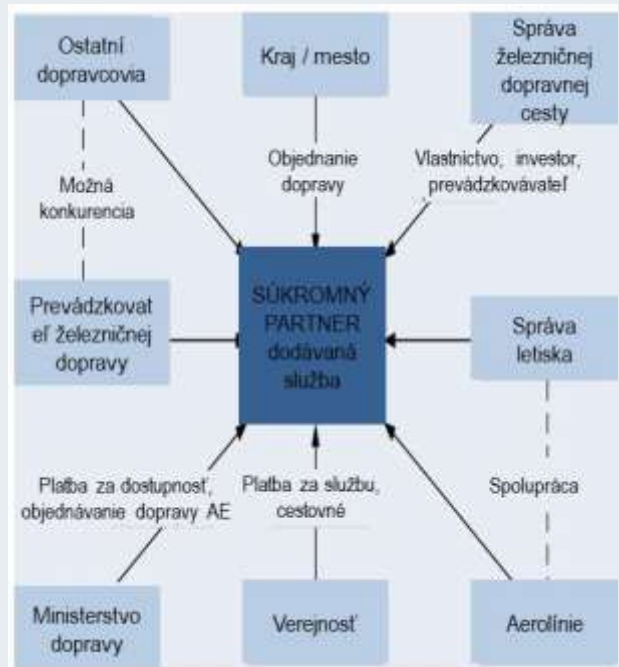 Ostatní
dopravcovia
Kraj / mesto
Správa
železničnej
dopravnej
cesty
Objednanie
dopravy
Vlastnictvo, investor,
prevádzkovávateľ
Možná
konkurencia
SÚKROMNÝ
PARTNER
dodávaná
služba
Prevádzkovat
eľ železničnej
dopravy
Správa
letiska
Platba za dostupnosť,
objednávanie dopravy AE
Platba za službu,
cestovné
Spolupráca
Ministerstvo
dopravy
Verejnosť
Aerolínie